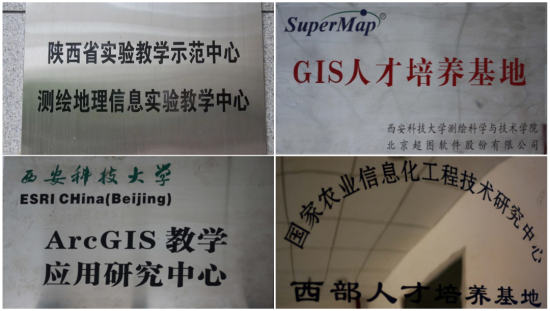 陕西省实验教学示范中心
测绘地理信息实验教学中心
SuperMap®
GIS人才培养基地
西安科技大学测绘科学与技术学院
北京超图软件股份有限公司
西安科技大学
ESRI CHina(Beijing)
ArcGIS 教学
应用研究中心
国家农业信息化工程技术研究中心
西部人才培养基地